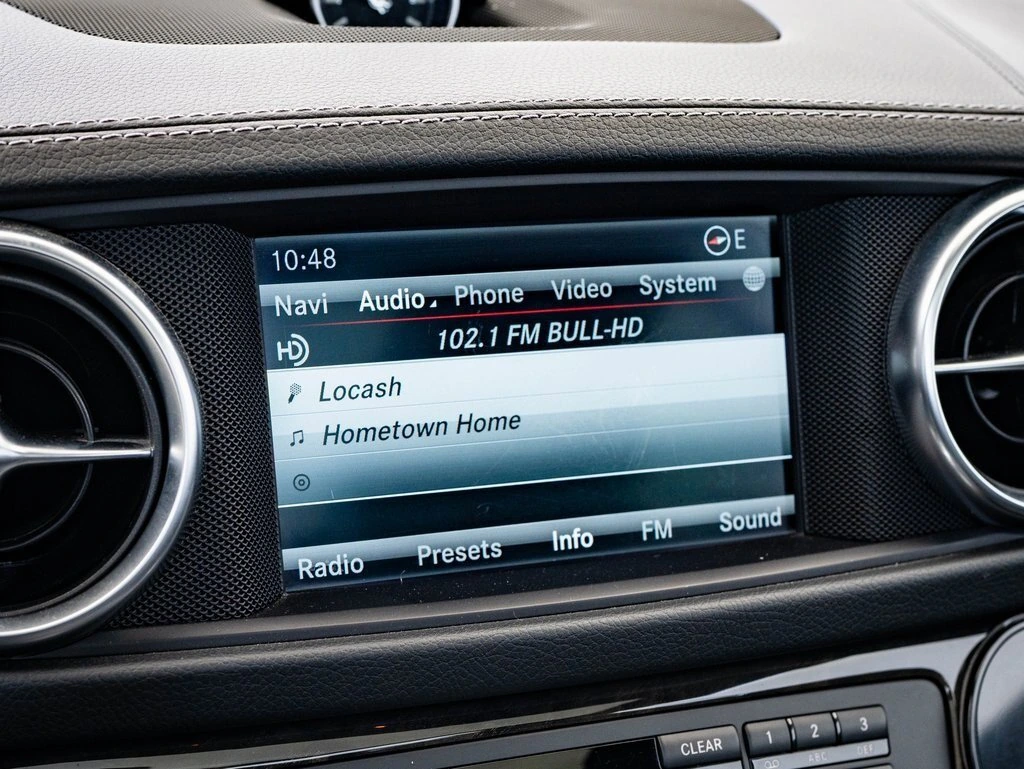 10:48 E
Navi Audio Phone Video System
HD 102.1 FM BULL-HD
Locash
Hometown Home
Radio Presets Info FM Sound
CLEAR 1 2 3
ABC DEF